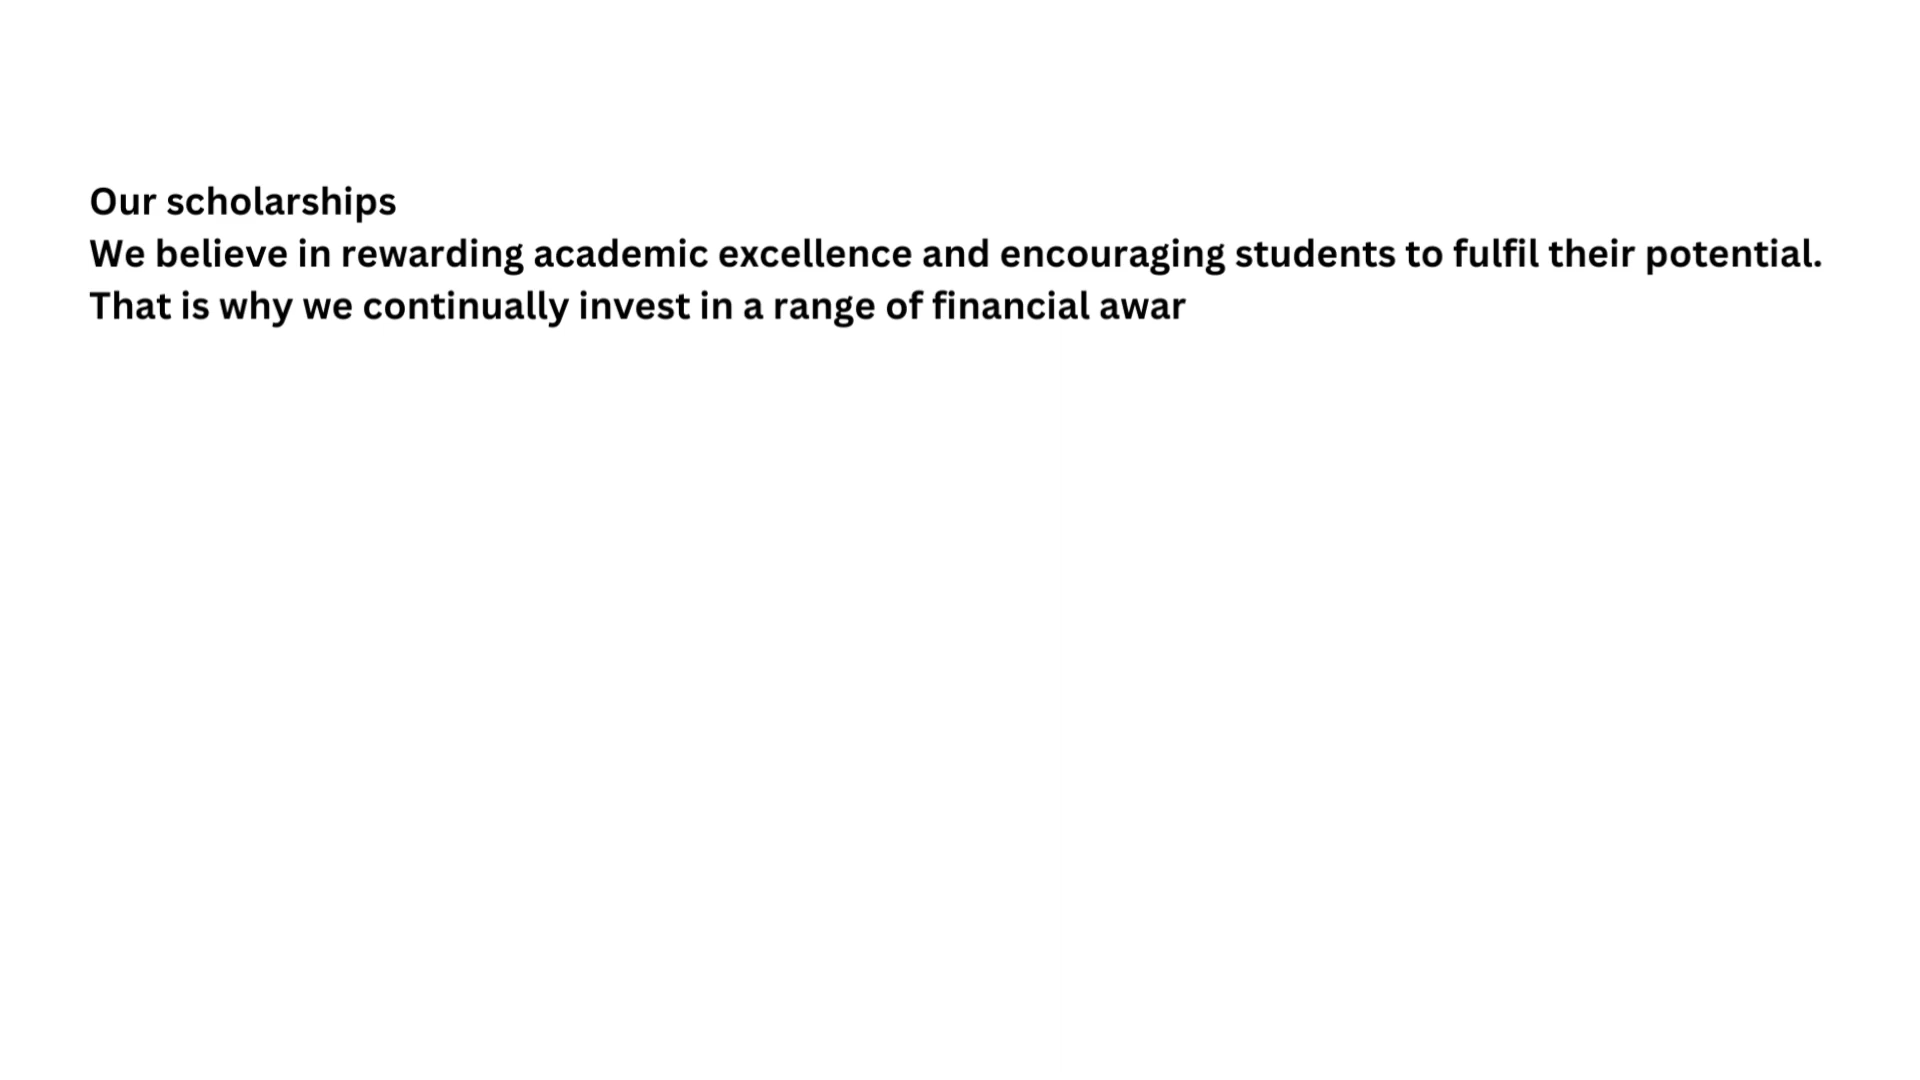 Our scholarships
We believe in rewarding academic excellence and encouraging students to fulfil their potential.
That is why we continually invest in a range of financial awar